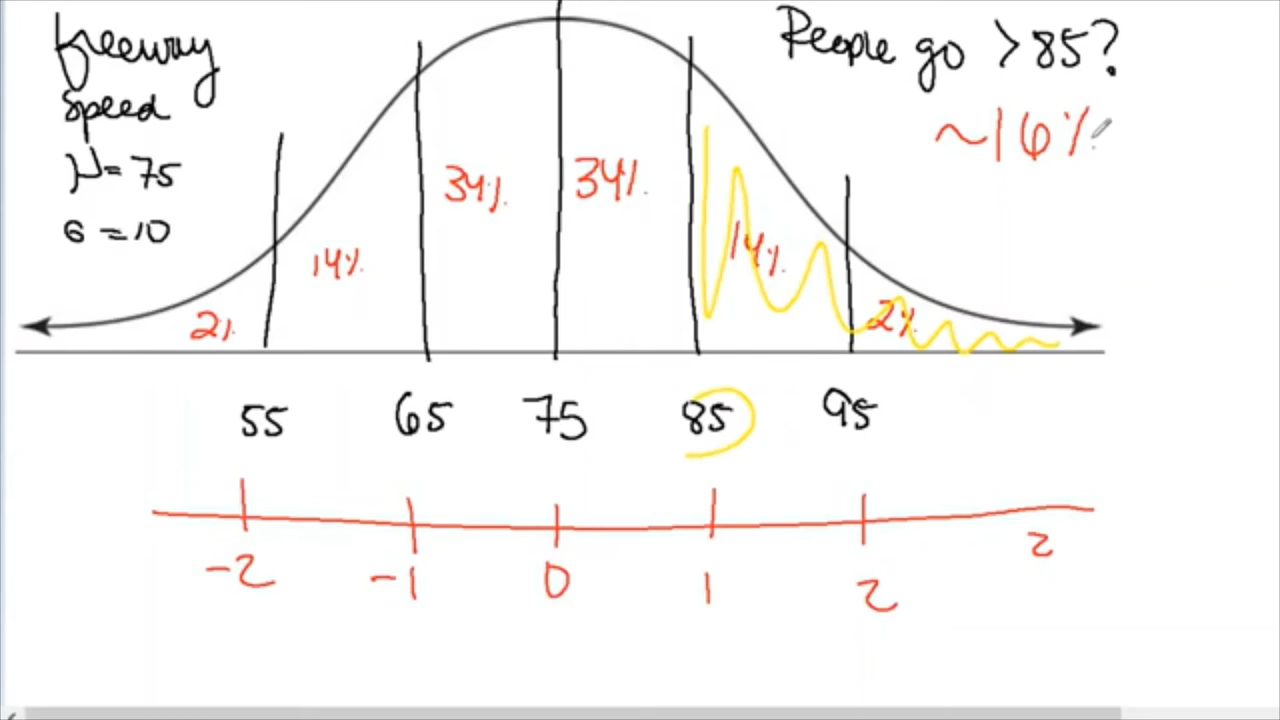 freeway
speed
μ = 75
σ = 10
People go > 85?
~16%
2%
14%
34%
34%
14%
2%
55 65 75 85 95
-2 -1 0 1 2 z